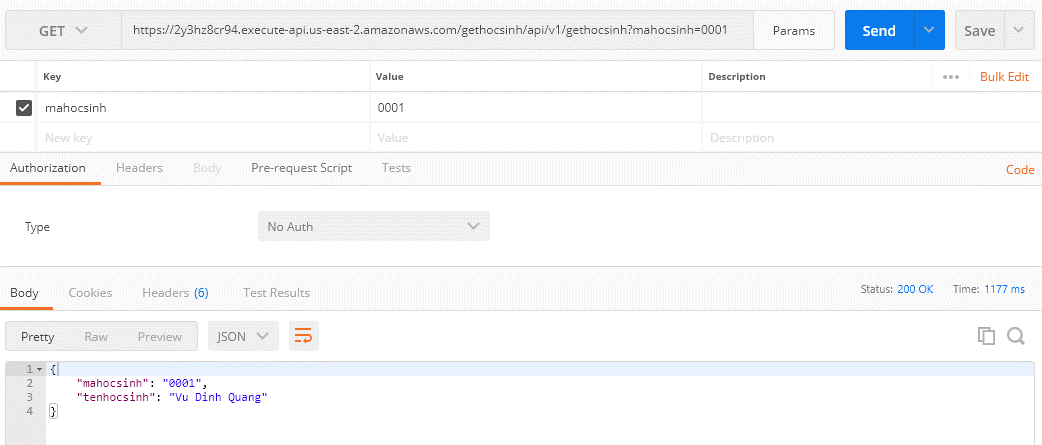 GET https://2y3hz8cr94.execute-api.us-east-2.amazonaws.com/gethocsinh/api/v1/gethocsinh?mahocsinh=0001 Params Send Save
Key Value Description ••• Bulk Edit
mahocsinh 0001
New key Value Description
Authorization Headers Body Pre-request Script Tests Code
Type No Auth
Body Cookies Headers (6) Test Results Status: 200 OK Time: 1177 ms
Pretty Raw Preview JSON
1 {
2 "mahocsinh": "0001",
3 "tenhocsinh": "Vu Dinh Quang"
4 }